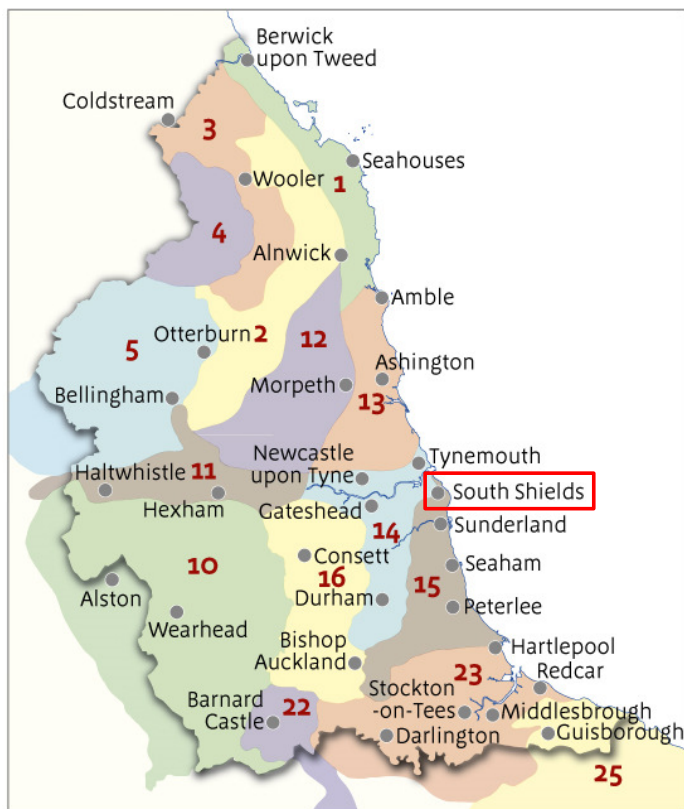 Berwick
upon Tweed
Coldstream
3
Seahouses
Wooler
1
4
Alnwick
Amble
Otterburn
2
12
5
Ashington
Bellingham
Morpeth
13
Newcastle
upon Tyne
Tynemouth
Haltwhistle
11
South Shields
Hexham
Gateshead
14
Sunderland
10
Consett
16
Seaham
Alston
Durham
15
Peterlee
Wearhead
Bishop
Auckland
Hartlepool
23
Redcar
Stockton
-on-Tees
Barnard
Castle
22
Middlesbrough
Darlington
Guisborough
25